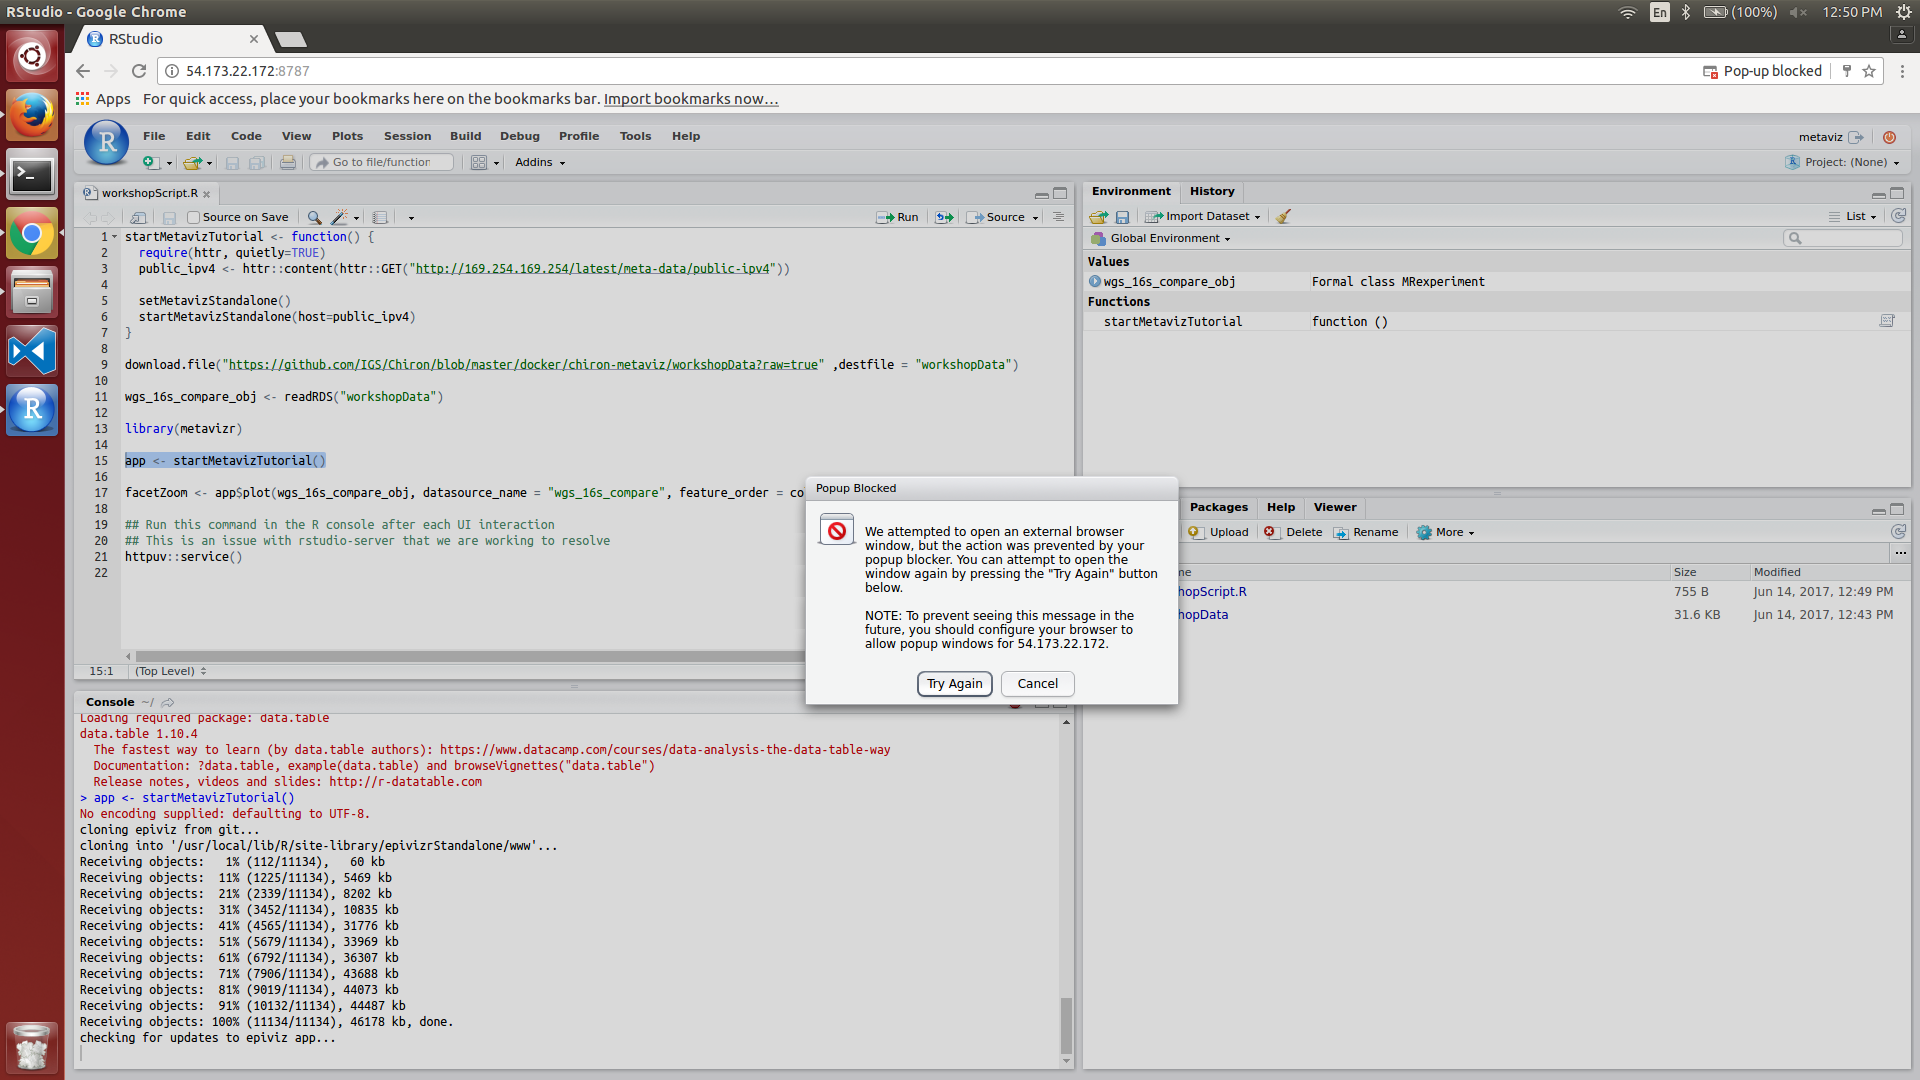 RStudio - Google Chrome
En
(100%)
12:50 PM
RStudio
54.173.22.172:8787
Pop-up blocked
Apps
For quick access, place your bookmarks here on the bookmarks bar. Import bookmarks now...
R
File Edit Code View Plots Session Build Debug Profile Tools Help
metaviz
Go to file/function
Addins
Project: (None)
workshopScript.R
Source on Save
Run
Source
1 startMetavizTutorial <- function() {
2 require(httr, quietly=TRUE)
3 public_ipv4 <- httr::content(httr::GET("http://169.254.169.254/latest/meta-data/public-ipv4"))
4
5 setMetavizStandalone()
6 startMetavizStandalone(host=public_ipv4)
7 }
8
9 download.file("https://github.com/IGS/Chiron/blob/master/docker/chiron-metaviz/workshopData?raw=true" ,destfile = "workshopData")
10
11 wgs_16s_compare_obj <- readRDS("workshopData")
12
13 library(metavizr)
14
15 app <- startMetavizTutorial()
16
17 facetZoom <- app$plot(wgs_16s_compare_obj, datasource_name = "wgs_16s_compare", feature_order = co
18
19 ## Run this command in the R console after each UI interaction
20 ## This is an issue with rstudio-server that we are working to resolve
21 httpuv::service()
22
15:1
(Top Level)
Console ~/
Loading required package: data.table
data.table 1.10.4
The fastest way to learn (by data.table authors): https://www.datacamp.com/courses/data-analysis-the-data-table-way
Documentation: ?data.table, example(data.table) and browseVignettes("data.table")
Release notes, videos and slides: http://r-datatable.com
> app <- startMetavizTutorial()
No encoding supplied: defaulting to UTF-8.
cloning epiviz from git...
cloning into '/usr/local/lib/R/site-library/epivizrStandalone/www'...
Receiving objects:   1% (112/11134),   60 kb
Receiving objects:  11% (1225/11134), 5469 kb
Receiving objects:  21% (2339/11134), 8202 kb
Receiving objects:  31% (3452/11134), 10835 kb
Receiving objects:  41% (4565/11134), 31776 kb
Receiving objects:  51% (5679/11134), 33969 kb
Receiving objects:  61% (6792/11134), 36307 kb
Receiving objects:  71% (7906/11134), 43688 kb
Receiving objects:  81% (9019/11134), 44073 kb
Receiving objects:  91% (10132/11134), 44487 kb
Receiving objects: 100% (11134/11134), 46178 kb, done.
checking for updates to epiviz app...
Environment History
Import Dataset
List
Global Environment
Values
wgs_16s_compare_obj Formal class MRexperiment
Functions
startMetavizTutorial function ()
Packages Help Viewer
Upload Delete Rename More
...
me Size Modified
hopScript.R 755 B Jun 14, 2017, 12:49 PM
hopData 31.6 KB Jun 14, 2017, 12:43 PM
Popup Blocked
We attempted to open an external browser
window, but the action was prevented by your
popup blocker. You can attempt to open the
window again by pressing the "Try Again" button
below.
NOTE: To prevent seeing this message in the
future, you should configure your browser to
allow popup windows for 54.173.22.172.
Try Again
Cancel